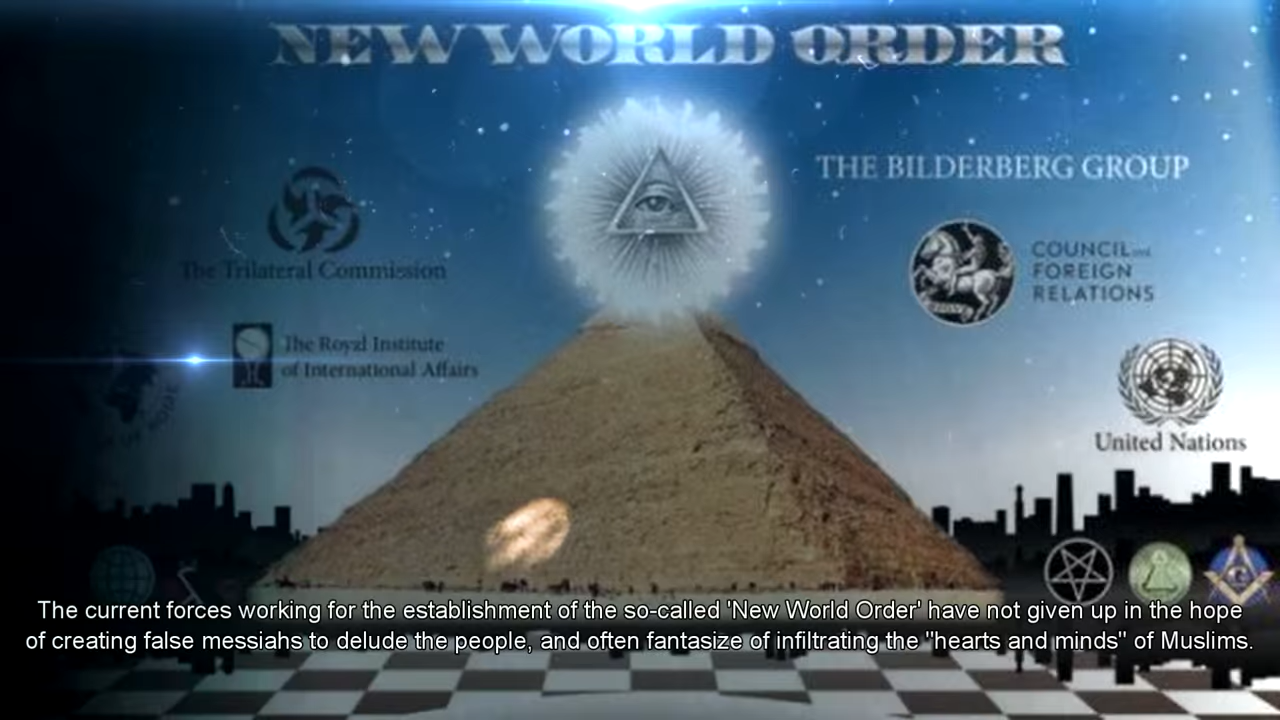 NEW WORLD ORDER
THE BILDERBERG GROUP
The Trilateral Commission
COUNCIL on
FOREIGN
RELATIONS
The Royal Institute
of International Affairs
United Nations
G
The current forces working for the establishment of the so-called 'New World Order' have not given up in the hope
of creating false messiahs to delude the people, and often fantasize of infiltrating the "hearts and minds" of Muslims.